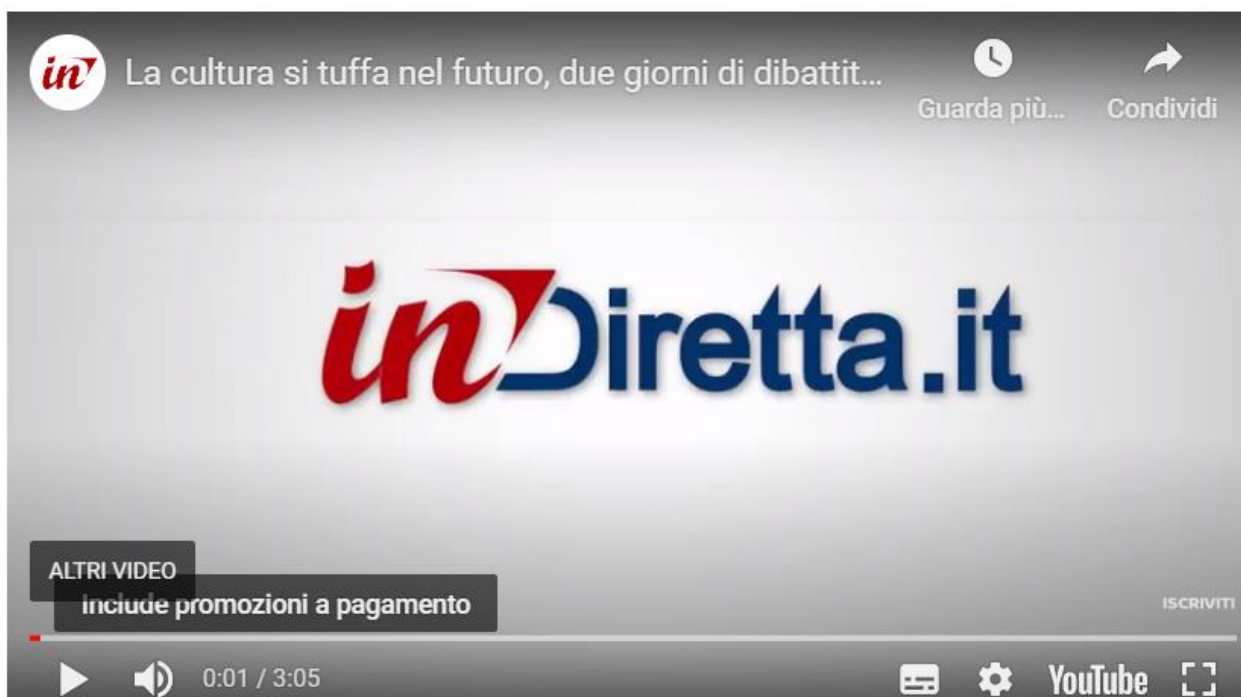 in
La cultura si tuffa nel futuro, due giorni di dibattit...
Guarda più...
Condividi
inDiretta.it
ALTRI VIDEO
Include promozioni a pagamento
ISCRIVITI
0:01 / 3:05
YouTube